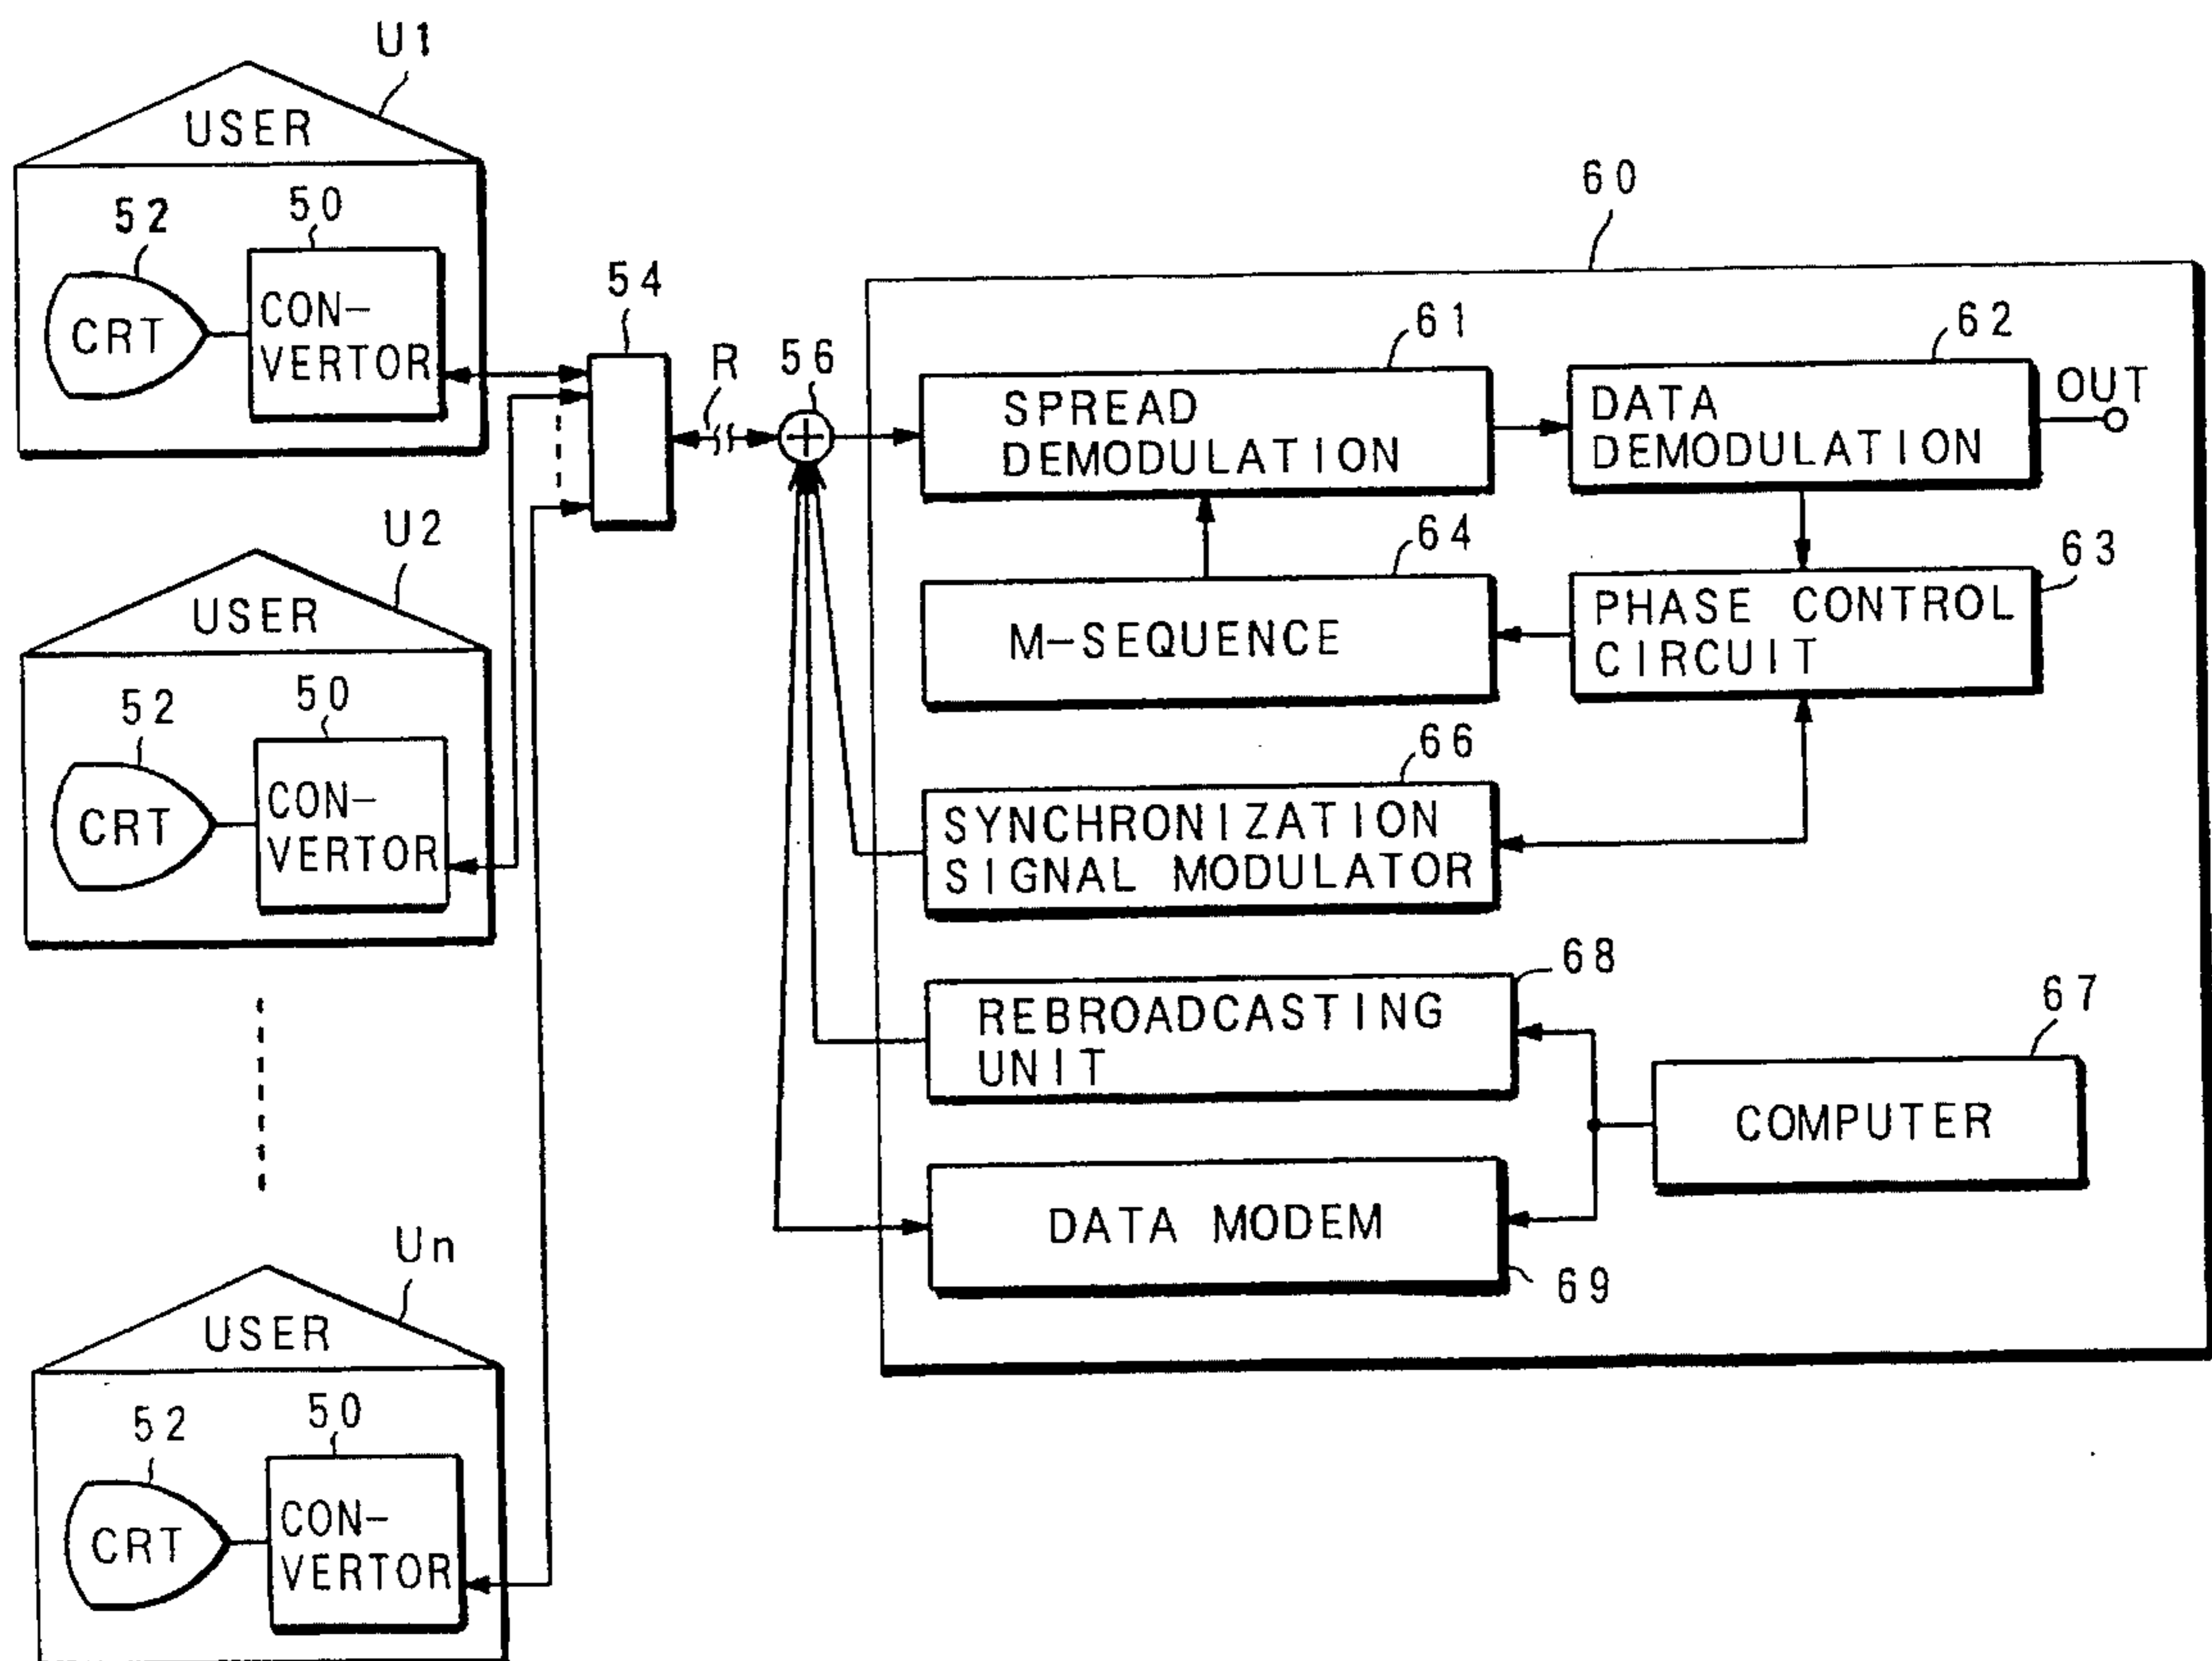 U1
USER
52
50
CRT
CON-
VERTOR
54
R
56
60
61
SPREAD
DEMODULATION
62
DATA
DEMODULATION
OUT
64
M-SEQUENCE
63
PHASE CONTROL
CIRCUIT
66
SYNCHRONIZATION
SIGNAL MODULATOR
68
REBROADCASTING
UNIT
67
COMPUTER
DATA MODEM
69
U2
USER
52
50
CRT
CON-
VERTOR
Un
USER
52
50
CRT
CON-
VERTOR